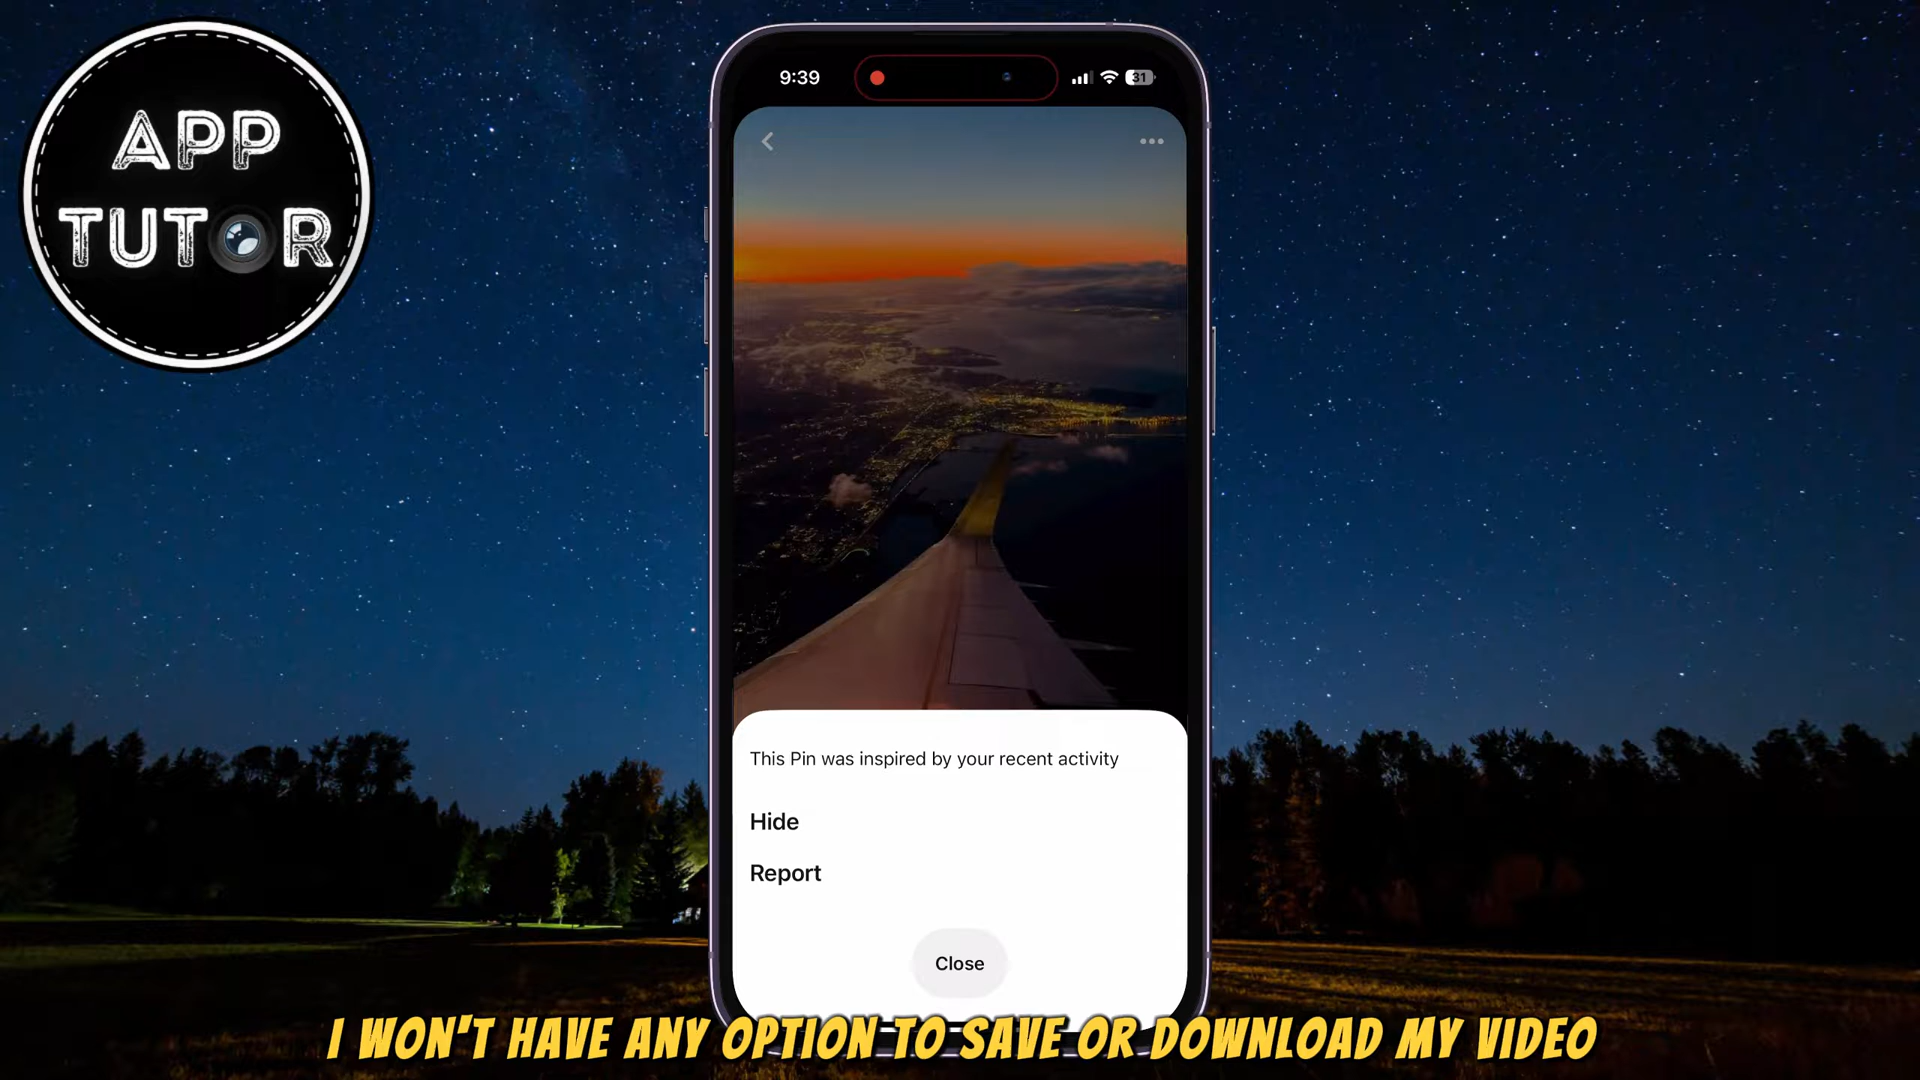 APP
TUTOR
9:39
31
This Pin was inspired by your recent activity
Hide
Report
Close
I WON'T HAVE ANY OPTION TO SAVE OR DOWNLOAD MY VIDEO